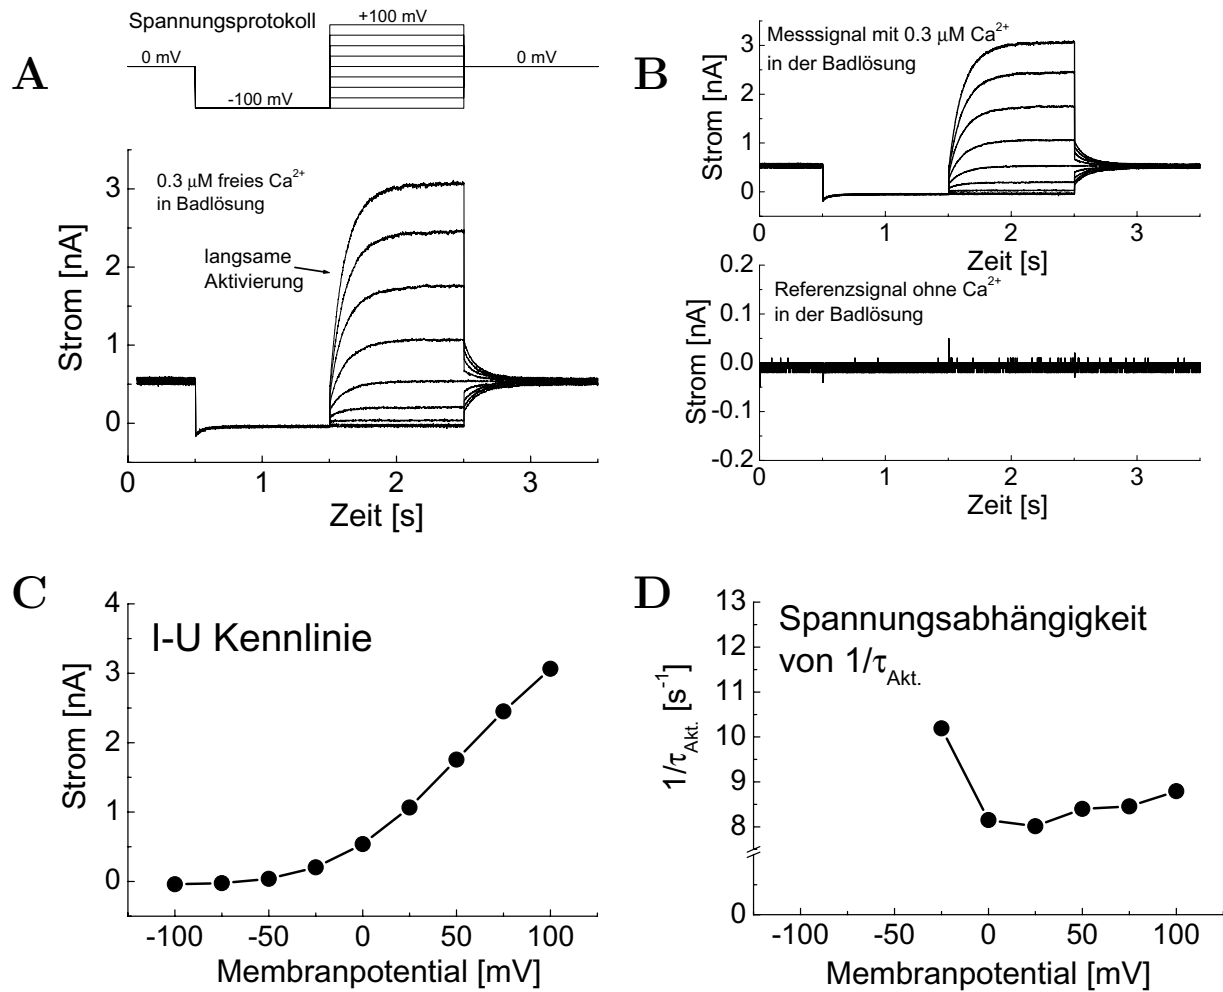 A
Spannungsprotokoll
+100 mV
0 mV
0 mV
-100 mV
0.3 µM freies Ca2+
in Badlösung
langsame
Aktivierung
Strom [nA]
3
2
1
0
0 1 2 3
Zeit [s]
B
Messsignal mit 0.3 µM Ca2+
in der Badlösung
Strom [nA]
3
2
1
0
0 1 2 3
Zeit [s]
Referenzsignal ohne Ca2+
in der Badlösung
Strom [nA]
0.2
0.1
0.0
-0.1
-0.2
0 1 2 3
Zeit [s]
C
I-U Kennlinie
Strom [nA]
4
3
2
1
0
-100 -50 0 50 100
Membranpotential [mV]
D
Spannungsabhängigkeit
von 1/τAkt.
1/τAkt. [s-1]
13
12
11
10
9
8
0
-100 -50 0 50 100
Membranpotential [mV]